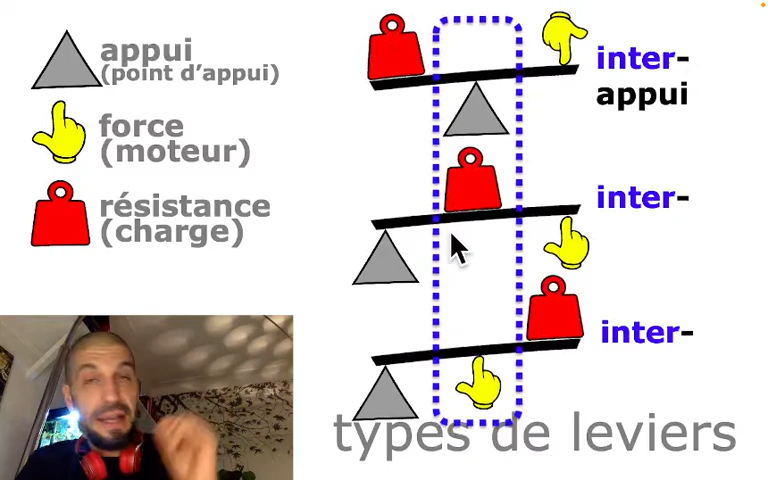 appui
(point d'appui)
force
(moteur)
résistance
(charge)
inter-
appui
inter-
inter-
types de leviers